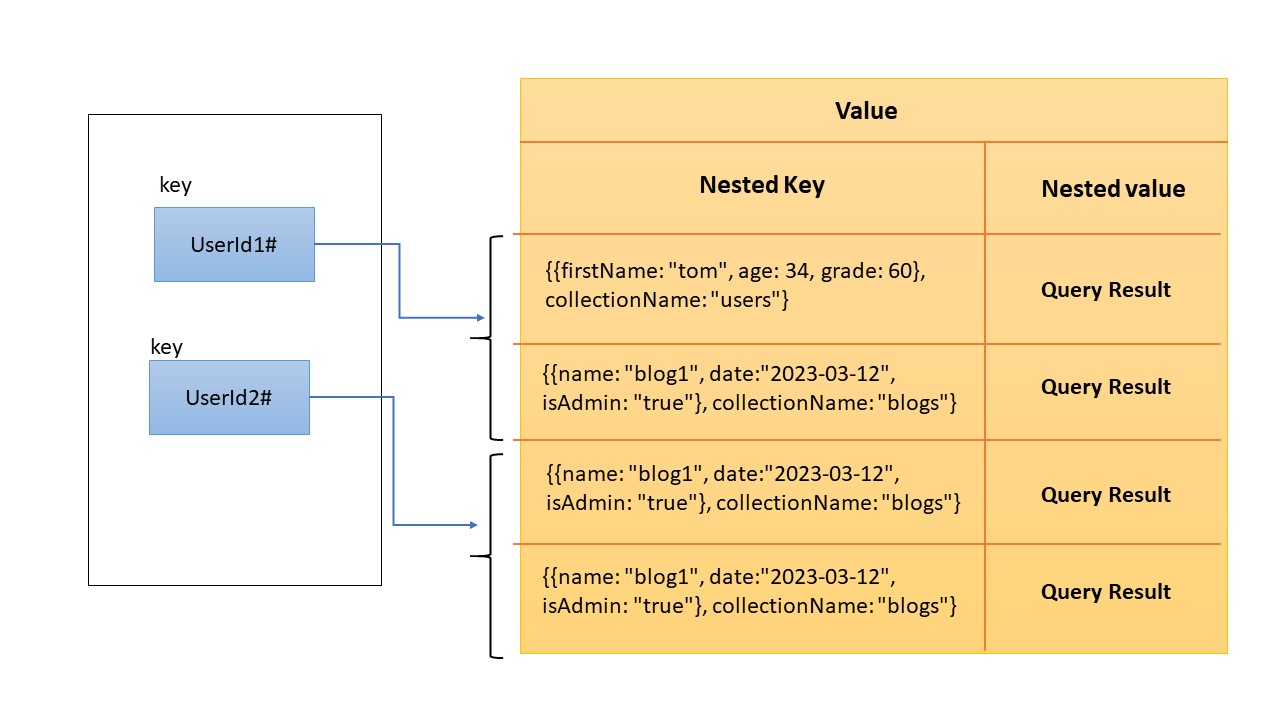 key
UserId1#
key
UserId2#
Value
Nested Key
Nested value
{{firstName: "tom", age: 34, grade: 60},
collectionName: "users"}
Query Result
{{name: "blog1", date:"2023-03-12",
isAdmin: "true"}, collectionName: "blogs"}
Query Result
{{name: "blog1", date:"2023-03-12",
isAdmin: "true"}, collectionName: "blogs"}
Query Result
{{name: "blog1", date:"2023-03-12",
isAdmin: "true"}, collectionName: "blogs"}
Query Result